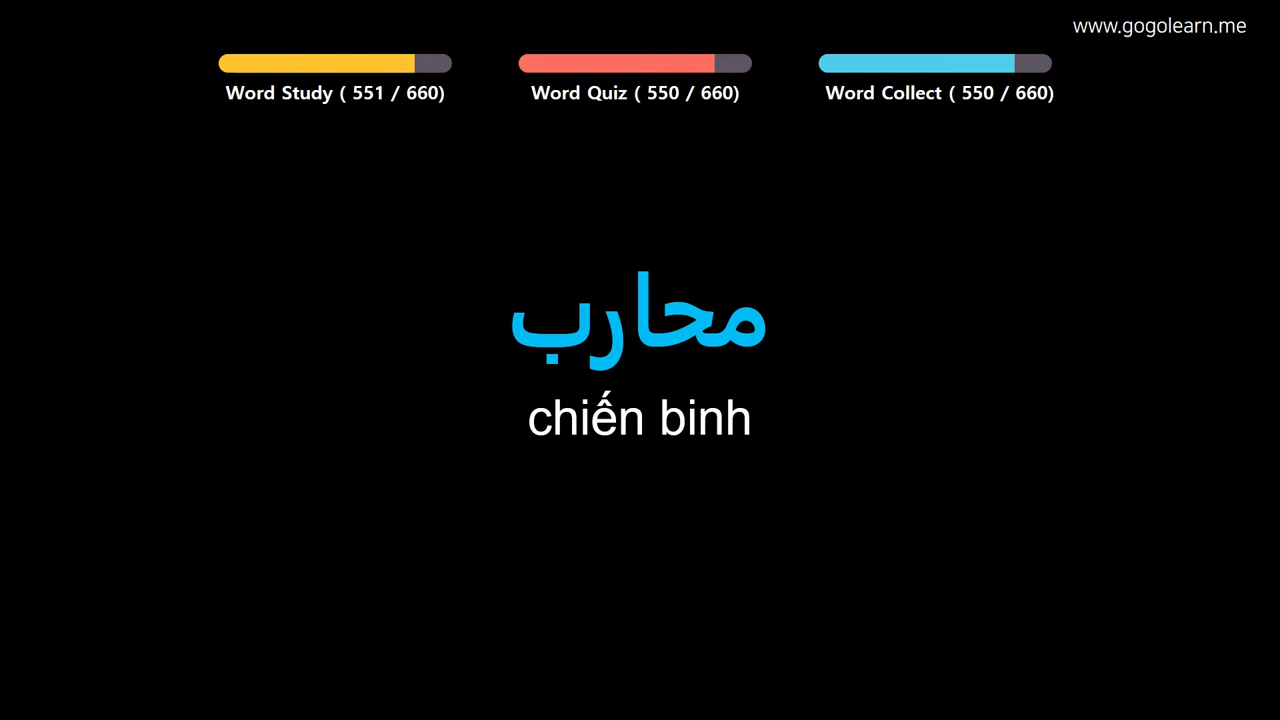 www.gogolearn.me
Word Study ( 551 / 660)
Word Quiz ( 550 / 660)
Word Collect ( 550 / 660)
محارب
chiến binh